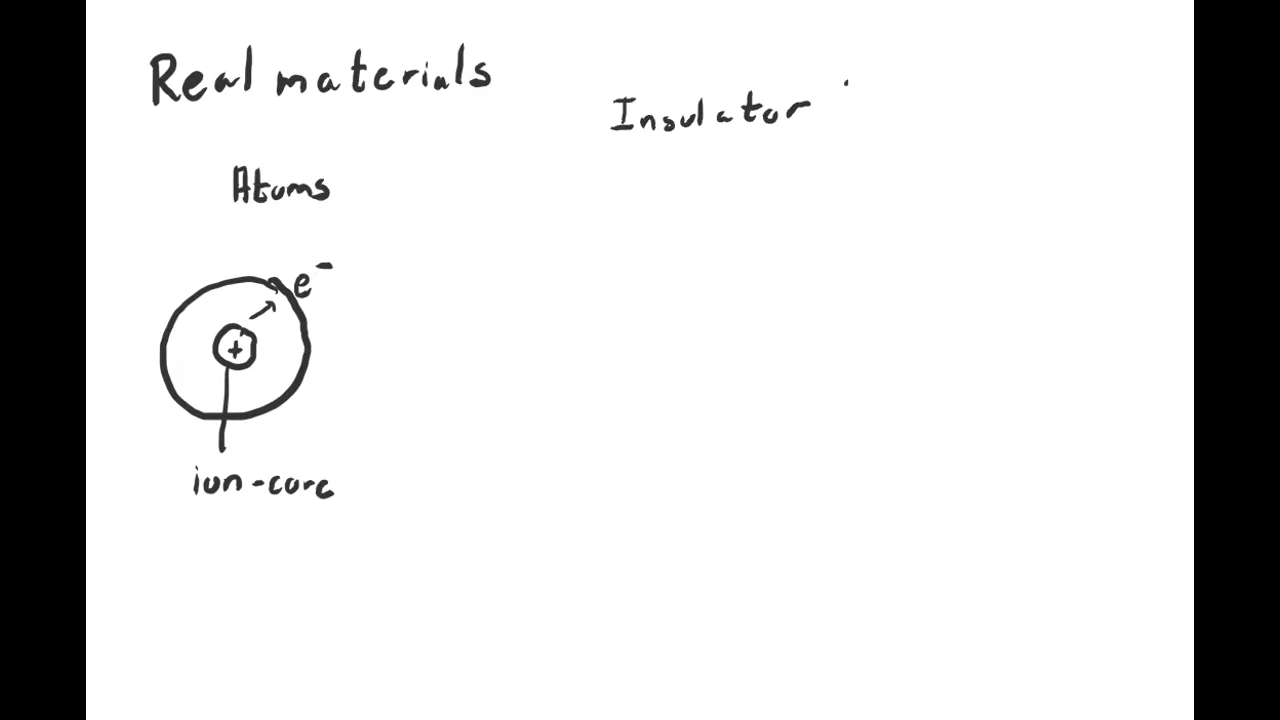 Real materials
Insulator
Atoms
e⁻
+
ion-core